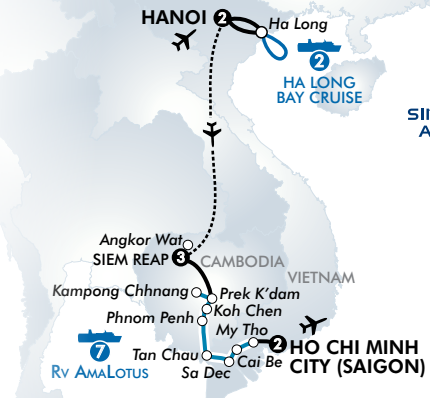 HANOI 2
Ha Long
2
HA LONG
BAY CRUISE
SII
A
Angkor Wat
SIEM REAP 3
CAMBODIA
VIETNAM
Kampong Chhnang
Prek K'dam
Koh Chen
Phnom Penh
My Tho
7
2 HO CHI MINH
CITY (SAIGON)
Tan Chau
Cai Be
RV AMALOTUS
Sa Dec